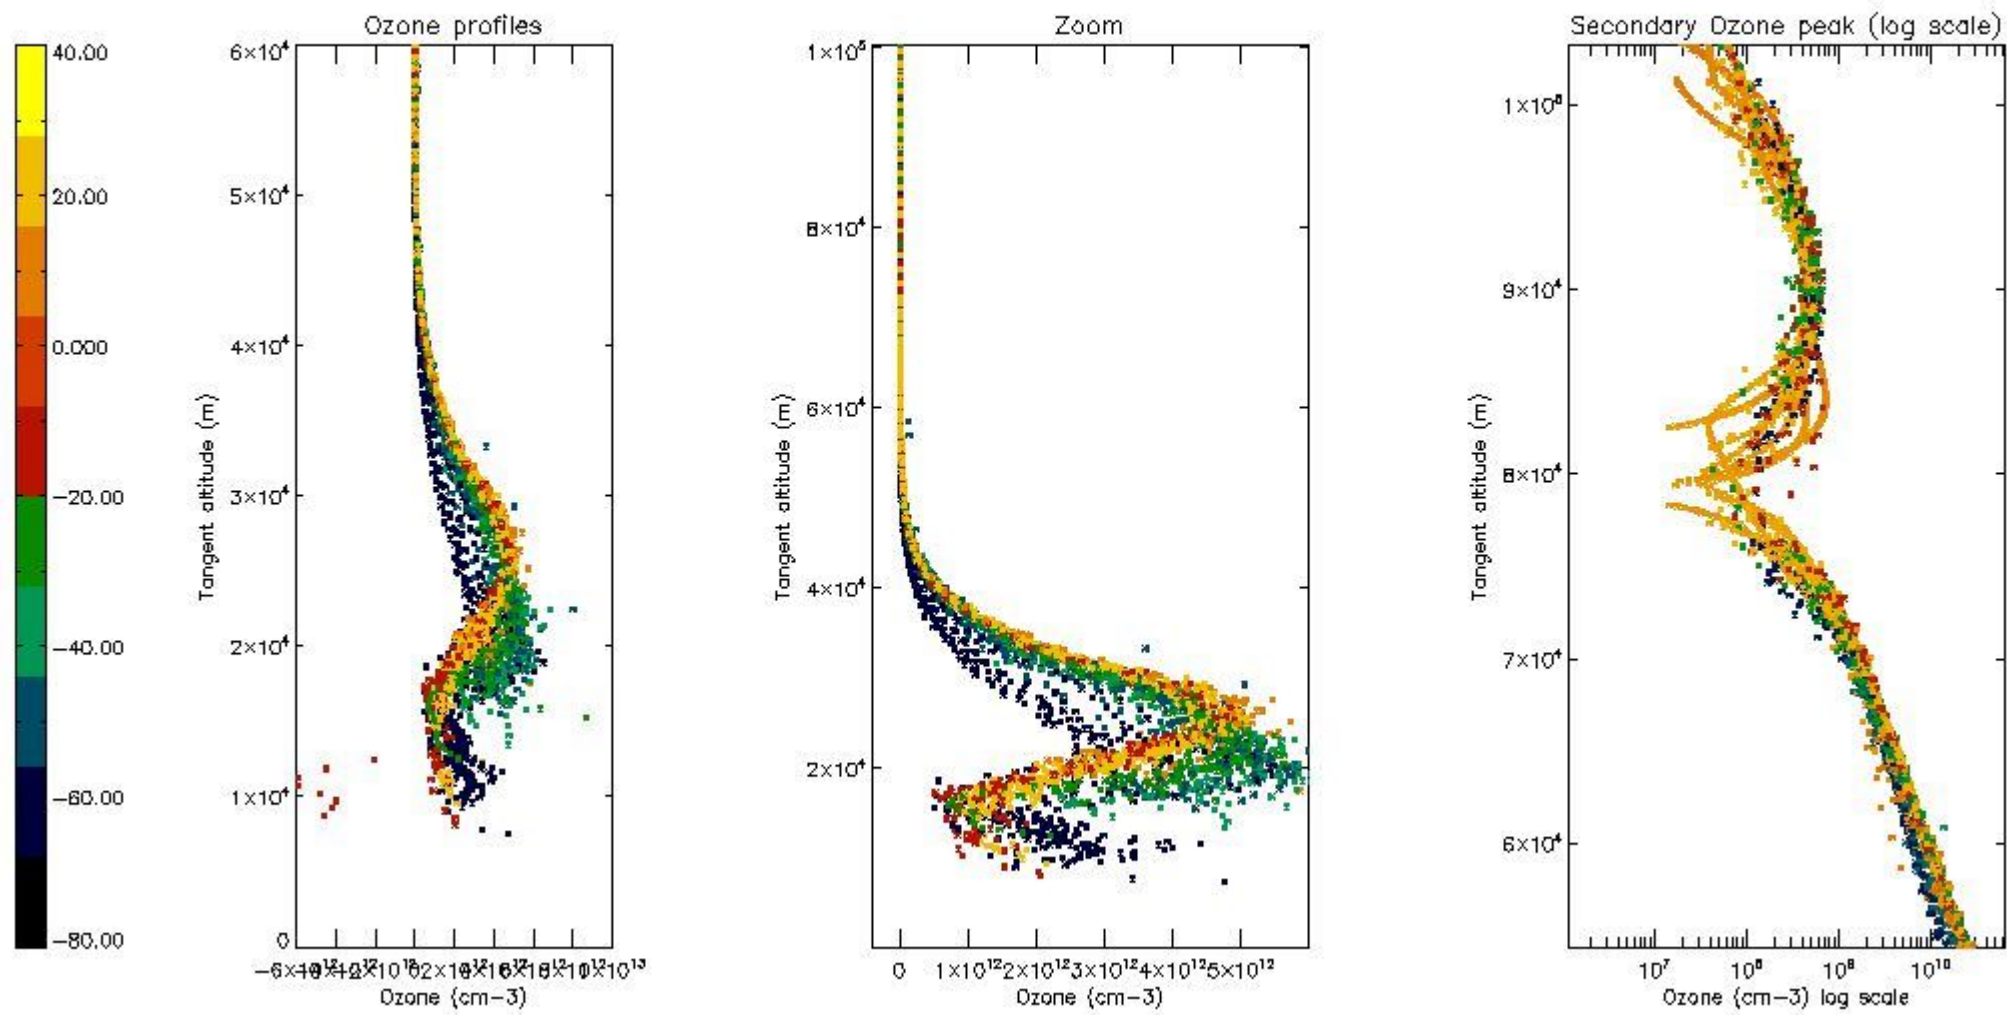 Ozone profiles
Zoom
Secondary Ozone peak (log scale)
40.00
20.00
0.000
−20.00
−40.00
−60.00
−80.00
6×10⁴
5×10⁴
4×10⁴
3×10⁴
2×10⁴
1×10⁴
0
Tangent altitude (m)
Ozone (cm−3)
1×10⁵
8×10⁴
6×10⁴
4×10⁴
2×10⁴
Tangent altitude (m)
0 1×10¹² 2×10¹² 3×10¹² 4×10¹² 5×10¹²
Ozone (cm−3)
9×10⁴
8×10⁴
7×10⁴
6×10⁴
Tangent altitude (m)
10⁷ 10⁸ 10⁹ 10¹⁰
Ozone (cm−3) log scale